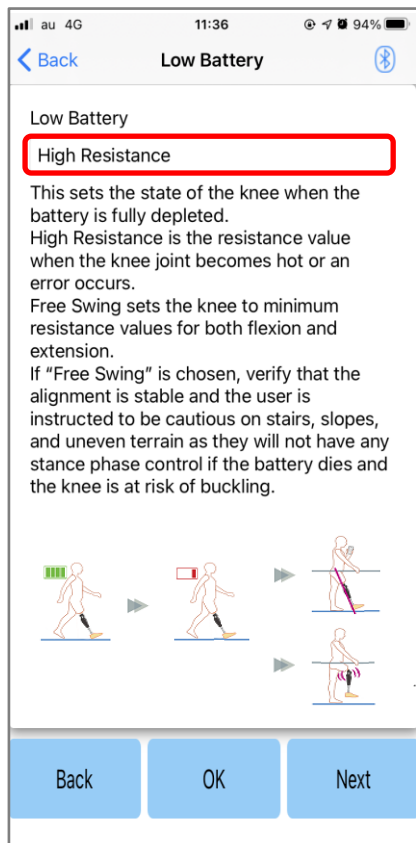 au 4G 11:36 94%
Back Low Battery
Low Battery
High Resistance
This sets the state of the knee when the
battery is fully depleted.
High Resistance is the resistance value
when the knee joint becomes hot or an
error occurs.
Free Swing sets the knee to minimum
resistance values for both flexion and
extension.
If “Free Swing” is chosen, verify that the
alignment is stable and the user is
instructed to be cautious on stairs, slopes,
and uneven terrain as they will not have any
stance phase control if the battery dies and
the knee is at risk of buckling.
Back OK Next